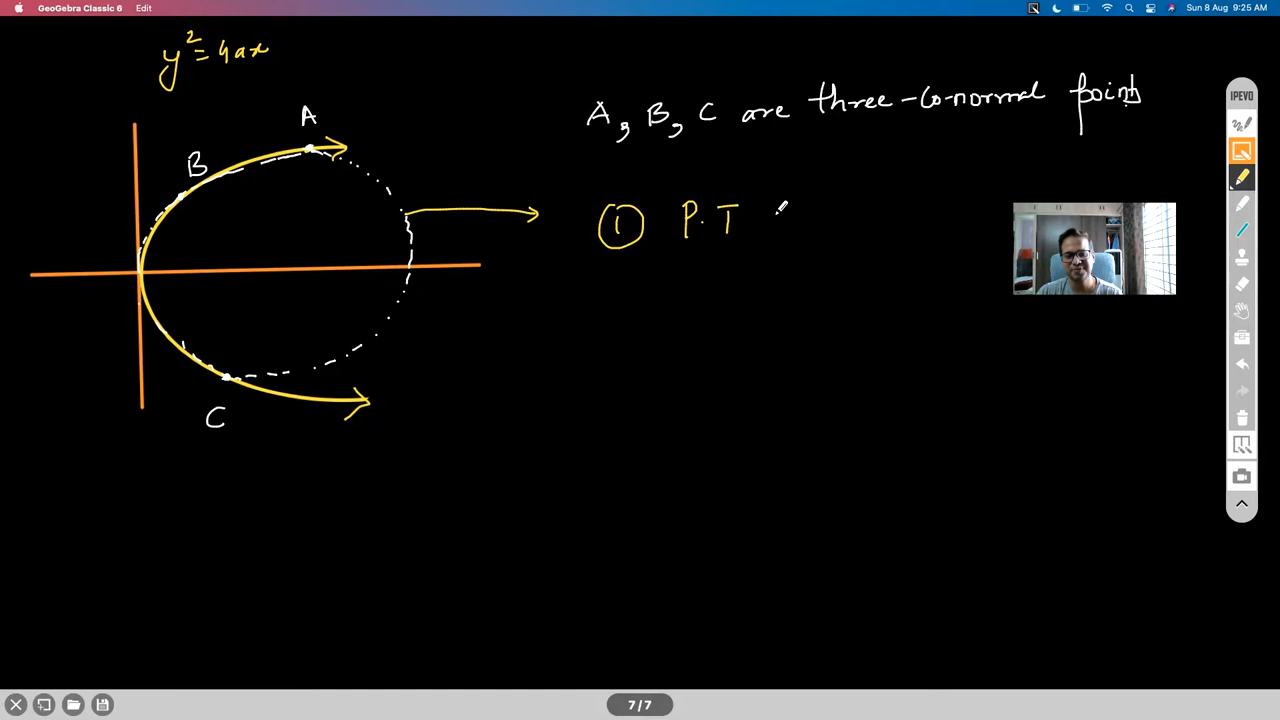 GeoGebra Classic 6 Edit Sun 8 Aug 9:25 AM
y² = 4ax
A, B, C are three-co-normal points
A
B
C
① P.T
IPEVO
7/7